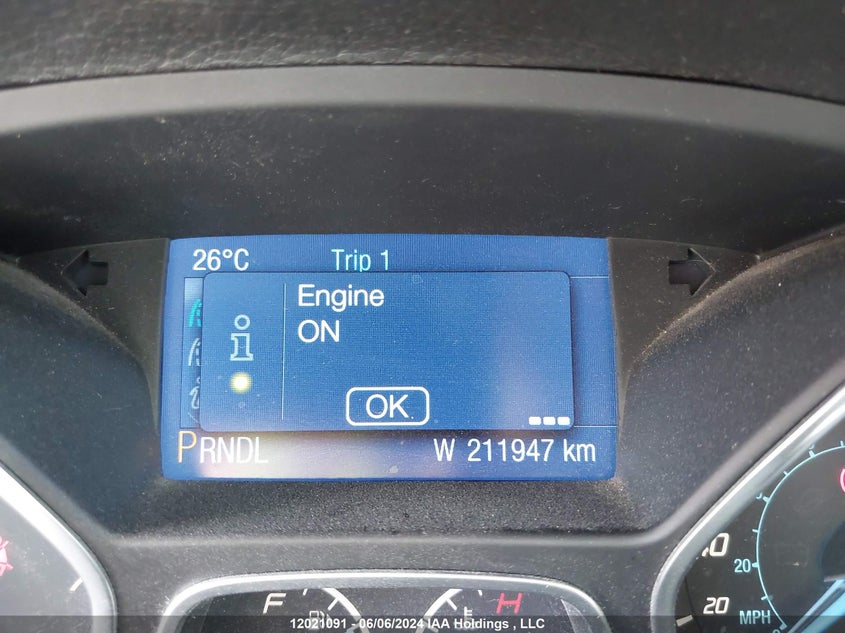 26°C Trip 1
Engine
ON
OK
PRNDL W 211947 km
20
20 MPH
F E H
12021091 - 06/06/2024 IAA Holdings , LLC